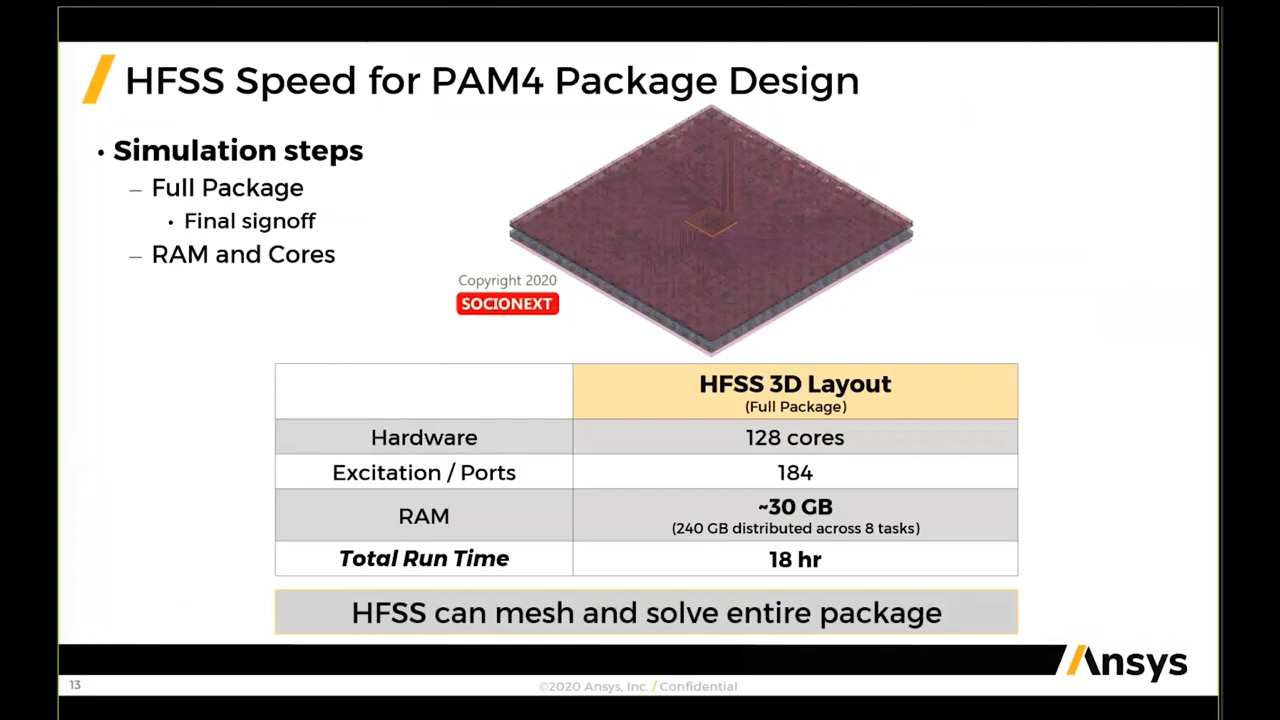 HFSS Speed for PAM4 Package Design
• Simulation steps
– Full Package
• Final signoff
– RAM and Cores
Copyright 2020
SOCIONEXT
HFSS 3D Layout
(Full Package)
Hardware 128 cores
Excitation / Ports 184
RAM ~30 GB
(240 GB distributed across 8 tasks)
Total Run Time 18 hr
HFSS can mesh and solve entire package
Ansys
13
©2020 Ansys, Inc. / Confidential